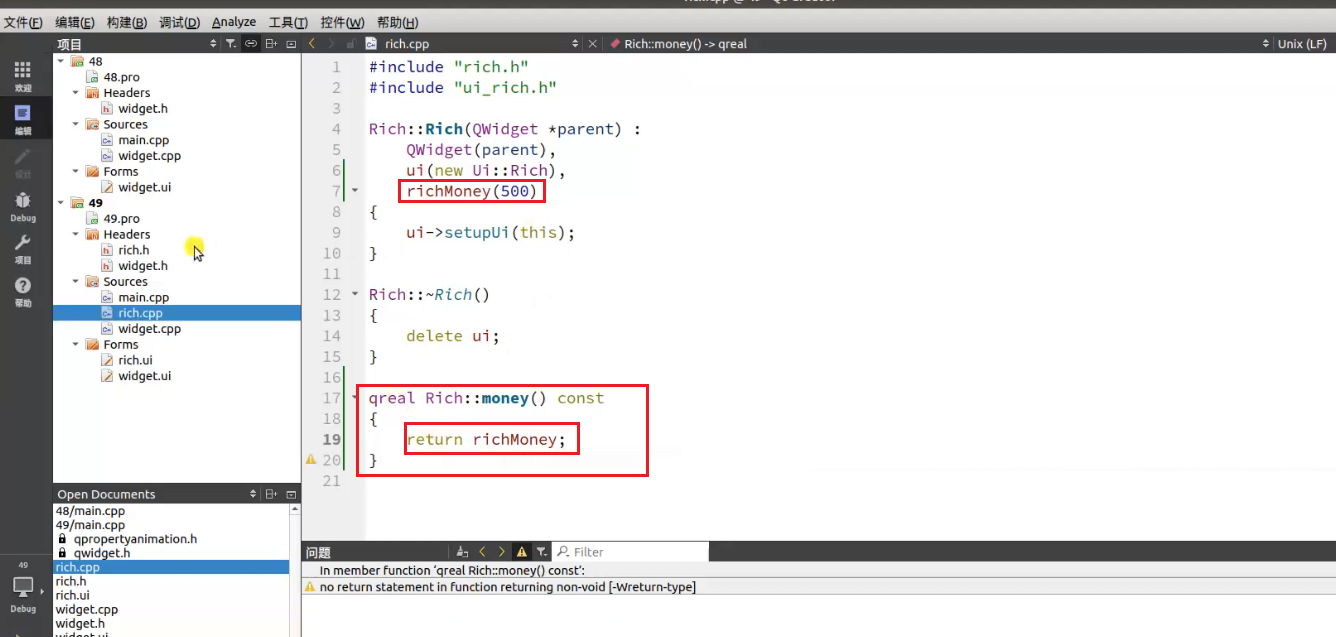 文件(F) 编辑(E) 构建(B) 调试(D) Analyze 工具(T) 控件(W) 帮助(H)
项目
rich.cpp
Rich::money() -> qreal
Unix (LF)
欢迎
编辑
Debug
项目
帮助
48
48.pro
Headers
widget.h
Sources
main.cpp
widget.cpp
Forms
widget.ui
49
49.pro
Headers
rich.h
widget.h
Sources
main.cpp
rich.cpp
widget.cpp
Forms
rich.ui
widget.ui
1 #include "rich.h"
2 #include "ui_rich.h"
3
4 Rich::Rich(QWidget *parent) :
5 QWidget(parent),
6 ui(new Ui::Rich),
7 richMoney(500)
8 {
9 ui->setupUi(this);
10 }
11
12 Rich::~Rich()
13 {
14 delete ui;
15 }
16
17 qreal Rich::money() const
18 {
19 return richMoney;
20 }
21
Open Documents
48/main.cpp
49/main.cpp
qpropertyanimation.h
qwidget.h
rich.cpp
rich.h
rich.ui
widget.cpp
widget.h
widget.ui
49
Debug
问题
Filter
In member function ‘qreal Rich::money() const’:
no return statement in function returning non-void [-Wreturn-type]